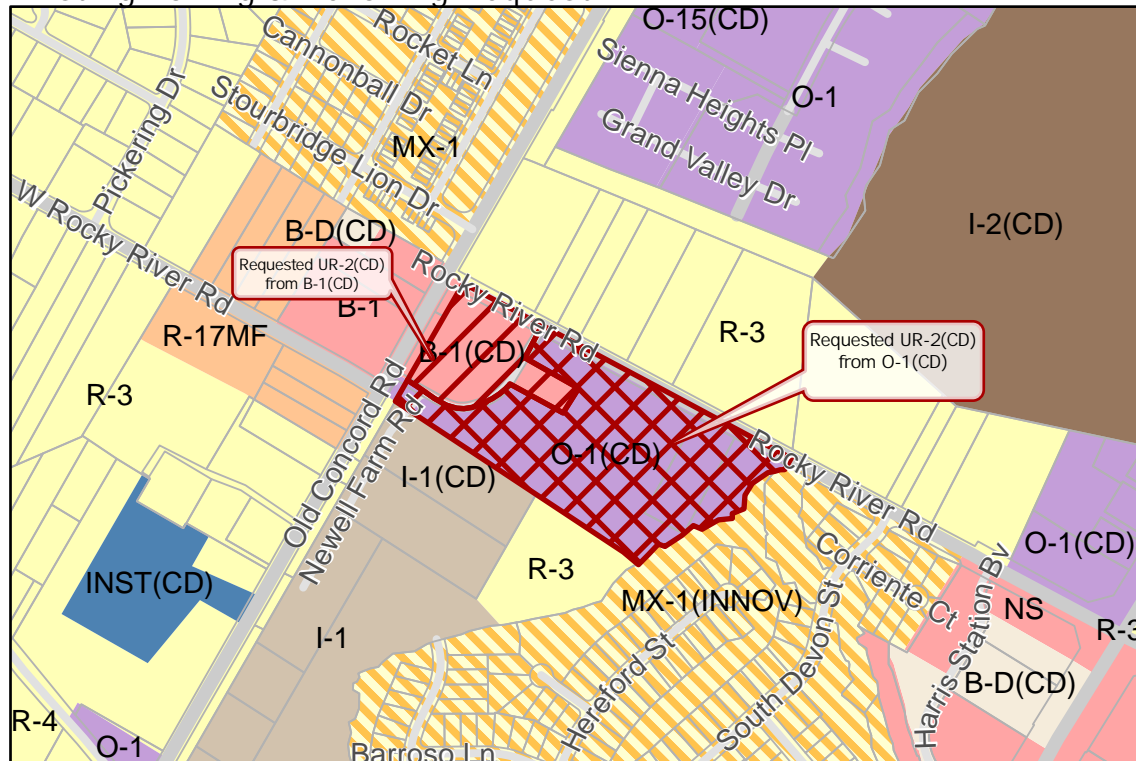 O-15(CD)
Rocket Ln
Cannonball Dr
Sienna Heights Pl
Pickering Dr
Stourbridge Lion Dr
O-1
MX-1
Grand Valley Dr
W Rocky River Rd
B-D(CD)
I-2(CD)
Requested UR-2(CD)
from B-1(CD)
Rocky River Rd
B-1
R-17MF
R-3
Requested UR-2(CD)
from O-1(CD)
B-1(CD)
R-3
Old Concord Rd
Newell Farm Rd
O-1(CD)
I-1(CD)
Rocky River Rd
O-1(CD)
R-3
INST(CD)
MX-1(INNOV)
Corriente Ct
NS
R-3
I-1
Hereford St
South Devon St
Harris Station Bv
B-D(CD)
R-4
O-1
Barroso Ln